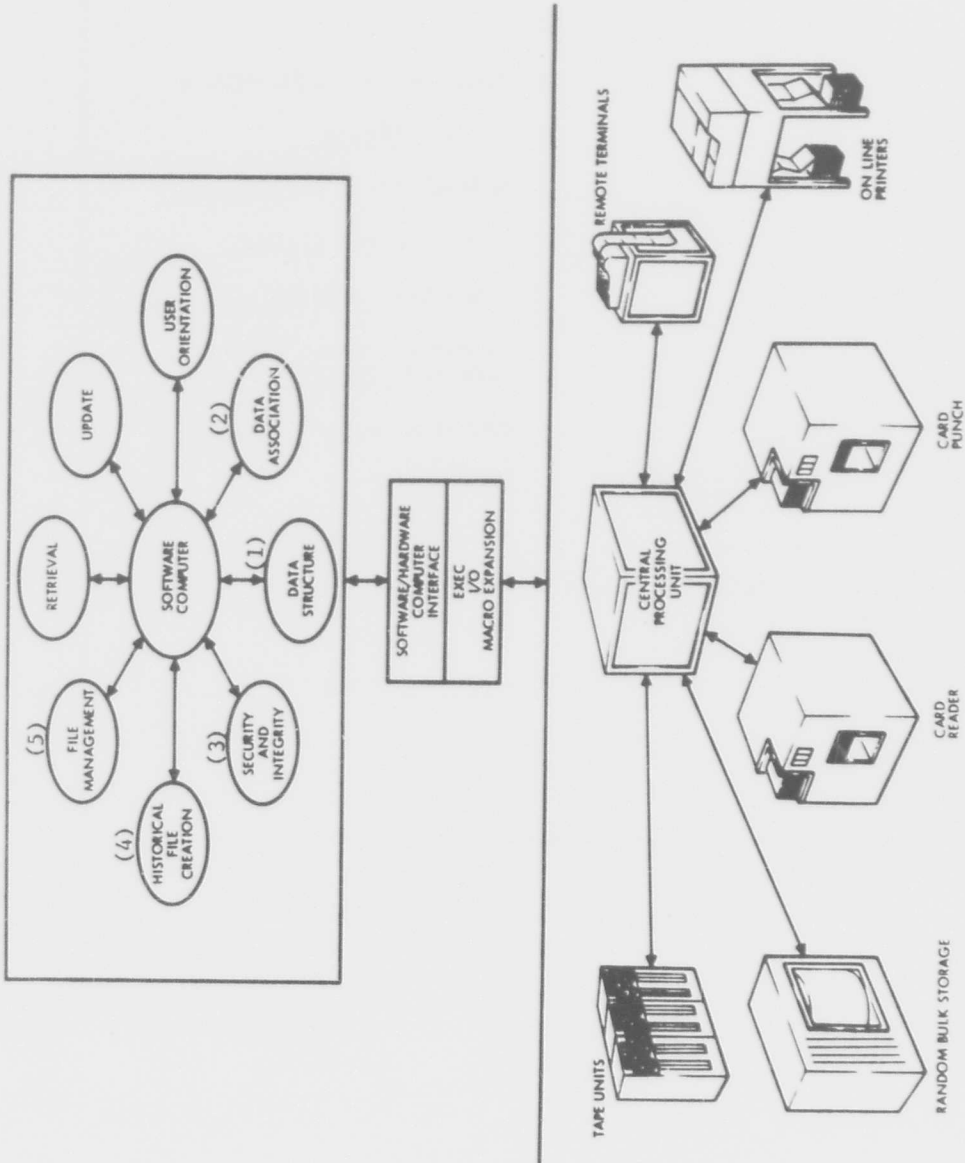 RETRIEVAL
(5)
FILE
MANAGEMENT
UPDATE
(4)
HISTORICAL
FILE
CREATION
SOFTWARE
COMPUTER
USER
ORIENTATION
(3)
SECURITY
AND
INTEGRITY
(1)
DATA
STRUCTURE
(2)
DATA
ASSOCIATION
SOFTWARE/HARDWARE
COMPUTER
INTERFACE
EXEC
I/O
MACRO EXPANSION
TAPE UNITS
CENTRAL
PROCESSING
UNIT
REMOTE TERMINALS
RANDOM BULK STORAGE
CARD
READER
CARD
PUNCH
ON LINE
PRINTERS